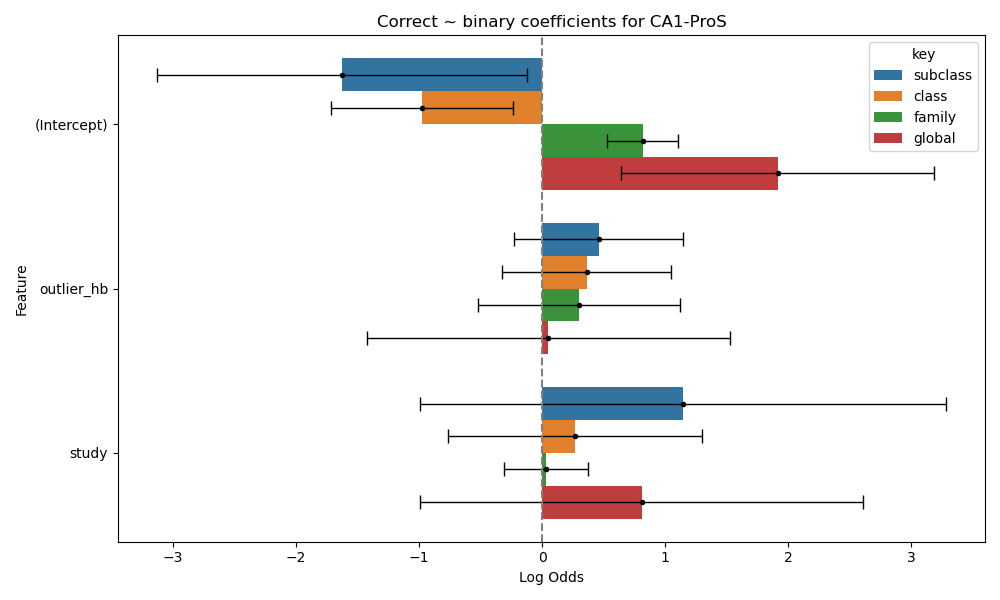 Correct ~ binary coefficients for CA1-ProS
key
subclass
class
family
global
(Intercept)
outlier_hb
study
Feature
−3
−2
−1
0
1
2
3
Log Odds